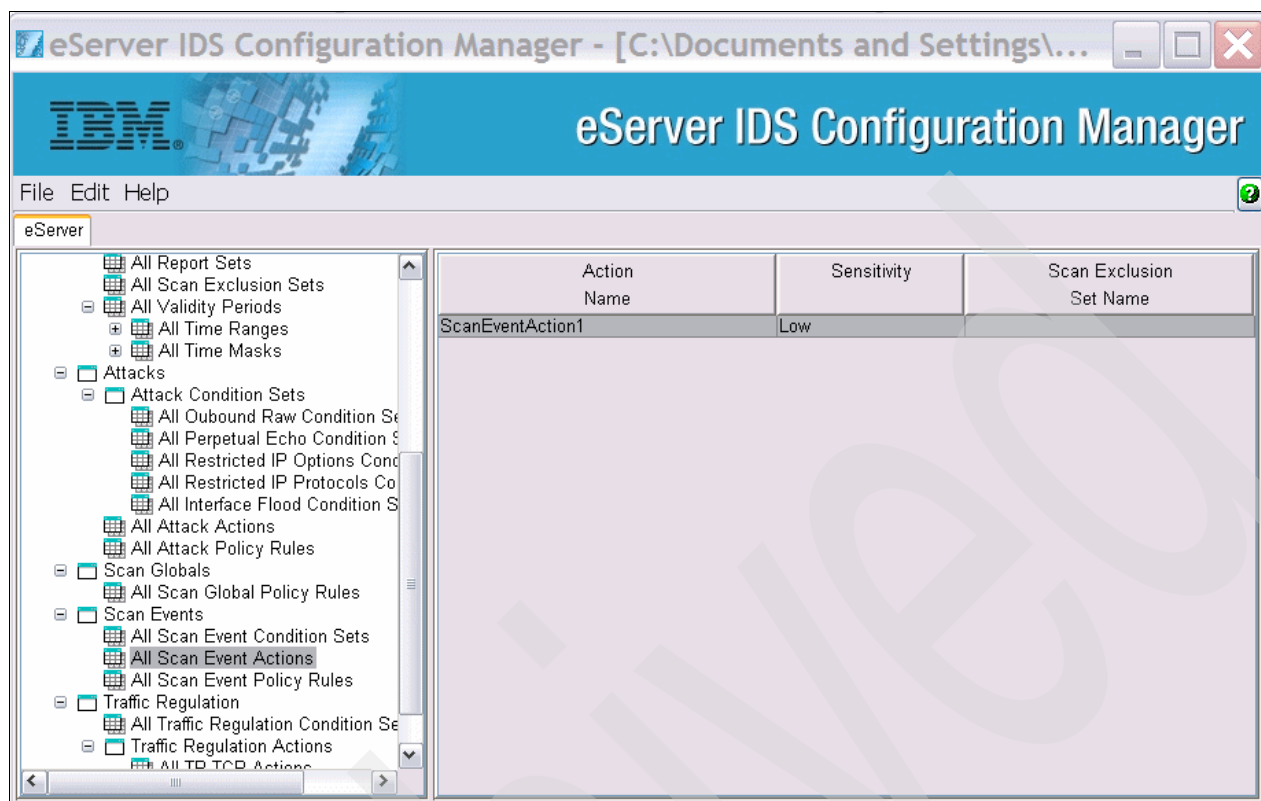 eServer IDS Configuration Manager - [C:\Documents and Settings\...
IBM®
eServer IDS Configuration Manager
File Edit Help
eServer
All Report Sets
All Scan Exclusion Sets
All Validity Periods
All Time Ranges
All Time Masks
Attacks
Attack Condition Sets
All Oubound Raw Condition Se
All Perpetual Echo Condition S
All Restricted IP Options Cond
All Restricted IP Protocols Co
All Interface Flood Condition S
All Attack Actions
All Attack Policy Rules
Scan Globals
All Scan Global Policy Rules
Scan Events
All Scan Event Condition Sets
All Scan Event Actions
All Scan Event Policy Rules
Traffic Regulation
All Traffic Regulation Condition Se
Traffic Regulation Actions
All TR TCP Actions
Action Name Sensitivity Scan Exclusion Set Name
ScanEventAction1 Low